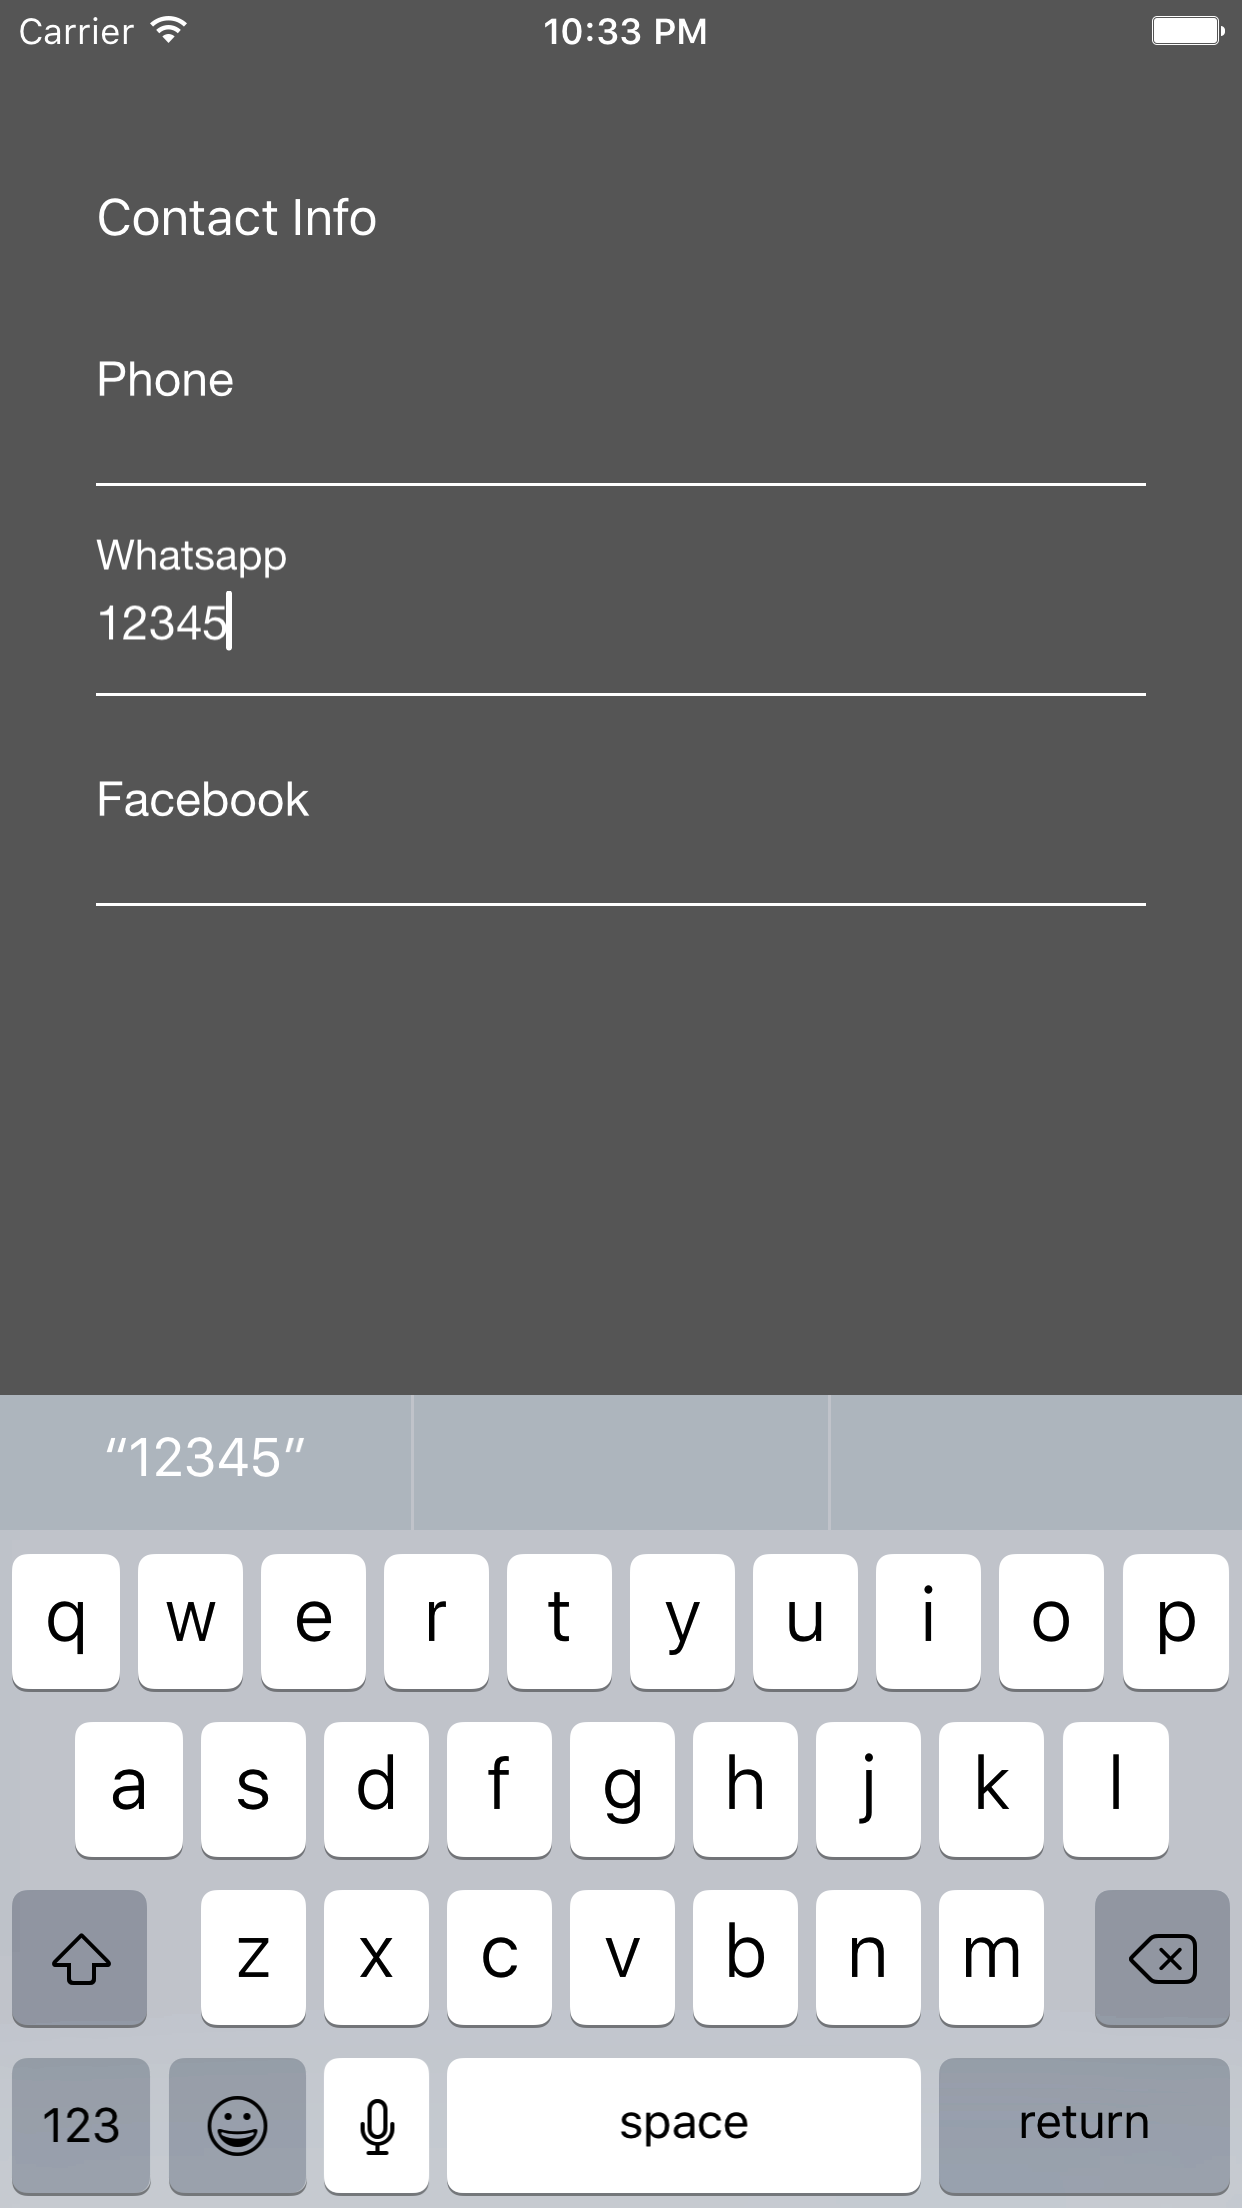 Carrier 10:33 PM
Contact Info
Phone
Whatsapp
12345
Facebook
“12345”
q w e r t y u i o p
a s d f g h j k l
z x c v b n m
123 space return